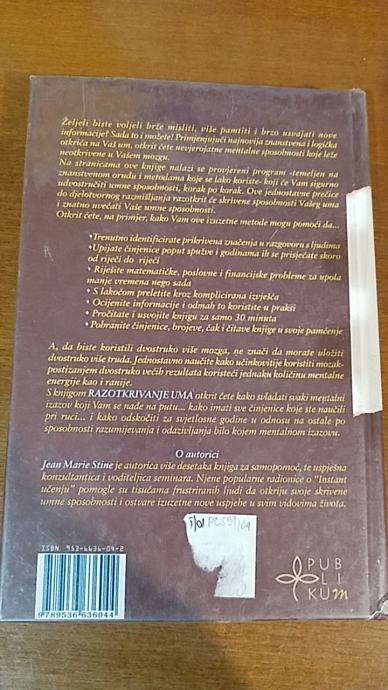 Željeli biste voljeli brže misliti, više pamtiti i brzo usvajati nove
informacije? Sada to i možete! Primjenjujući najnovija znanstvena i logička
otkrića na Vaš um, otkrit ćete nevjerojatne mentalne sposobnosti koje leže
neotkrivene u Vašem mozgu.
Na stranicama ove knjige nalazi se provjereni program -temeljen na
znanstvenom oruđu i metodama koje se lako koriste- koji će Vam sigurno
udvostručiti umne sposobnosti, korak po korak. Ove jednostavne prečice
do djelotvornog razmišljanja razotkrit će skrivene sposobnosti Vašeg uma
i znatno uvećati Vaše umne sposobnosti.
Otkrit ćete, na primjer, kako Vam ove izuzetne metode mogu pomoći da...
•Trenutno identificirate prikrivena značenja u razgovoru s ljudima
•Upijate činjenice poput spužve i godinama ih se prisjećate skoro
od riječi do riječi
• Riješite matematičke, poslovne i financijske probleme za upola
manje vremena nego sada
• S lakoćom preletite kroz komplicirana izvješća
• Ocijenite informacije i odmah to koristite u praksi
• Pročitate i usvojite knjigu za samo 30 minuta
• Pohranite činjenice, brojeve, čak i čitave knjige u svoje pamćenje
A, da biste koristili dvostruko više mozga, ne znači da morate uložiti
dvostruko više truda. Jednostavno naučite kako učinkovitije koristiti mozak-
postizanjem dvostruko većih rezultata koristeći jednaku količinu mentalne
energije kao i ranije.
S knjigom RAZOTKRIVANJE UMA otkrit ćete kako svladati svaki mentalni
izazov koji Vam se nađe na putu... kako imati sve činjenice koje ste naučili
pri ruci... i kako odskočiti za svjetlosne godine u odnosu na ostale po
sposobnosti razumijevanja i odazivljanja bilo kojem mentalnom izazovu.
O autorici
Jean Marie Stine je autorica više desetaka knjiga za samopomoć, te uspješna
konzultantica i voditeljica seminara. Njene popularne radionice o "Instant
učenju" pomogle su tisućama frustriranih ljudi da otkriju svoje skrivene
umne sposobnosti i ostvare izuzetne nove uspjehe u svim vidovima života.
ISBN 953-6636-04-2
9789536636044
PUB
LI
KUM